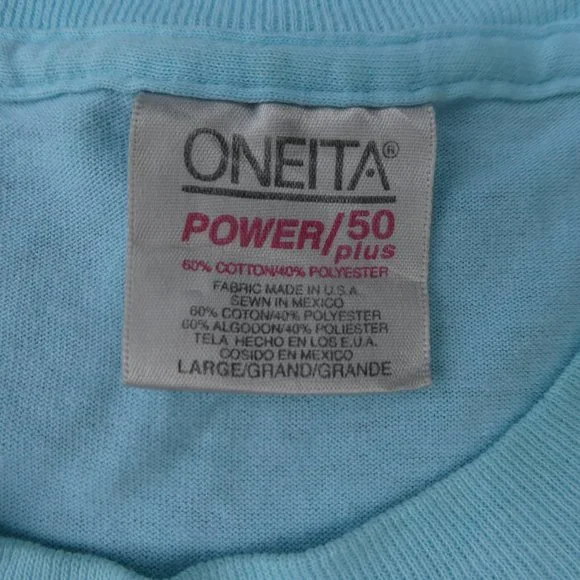 ONEITA®
POWER/50 plus
60% COTTON/40% POLYESTER
FABRIC MADE IN U.S.A.
SEWN IN MEXICO
60% COTON/40% POLYESTER
60% ALGODON/40% POLIESTER
TELA HECHO EN LOS E.U.A.
COSIDO EN MEXICO
LARGE/GRAND/GRANDE